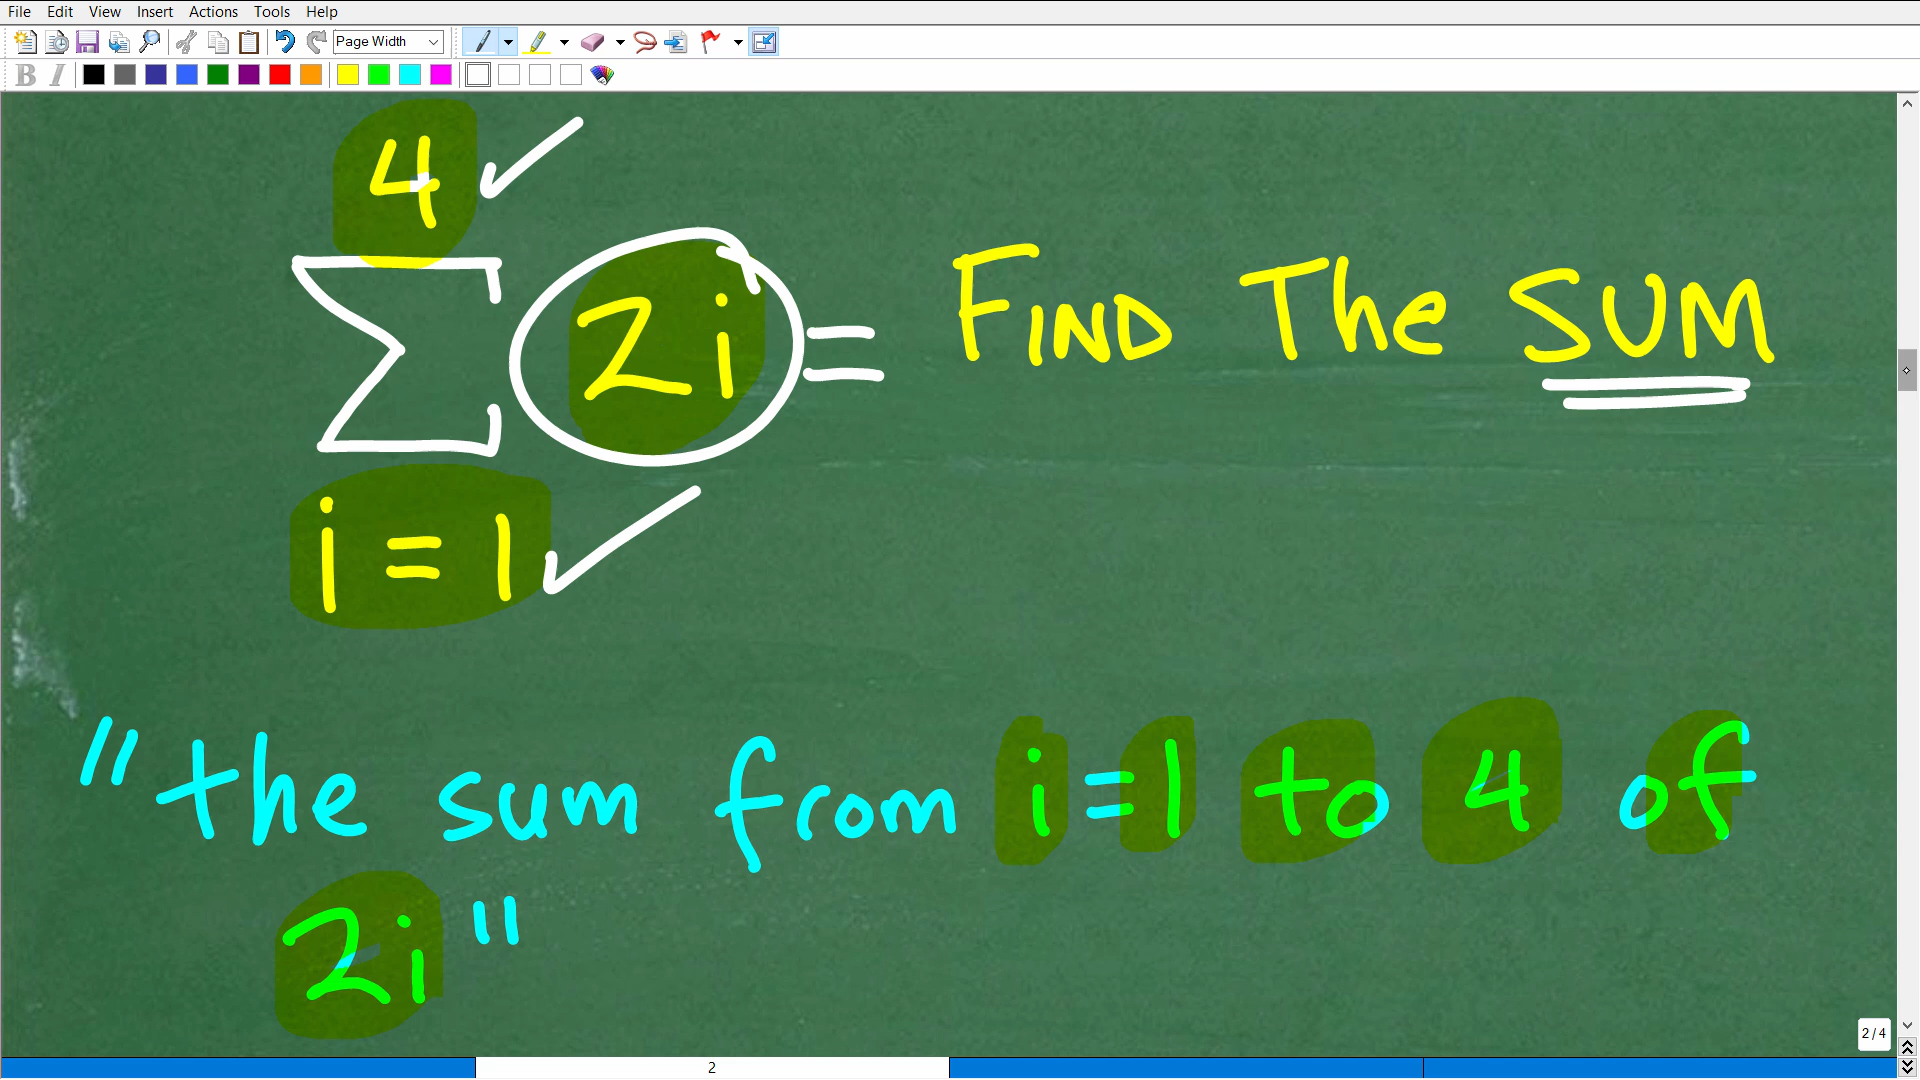 File Edit View Insert Actions Tools Help
Page Width
B I
4
Σ 2i = FIND The SUM
i = 1
"the sum from i=1 to 4 of
2i"
2 / 4
2